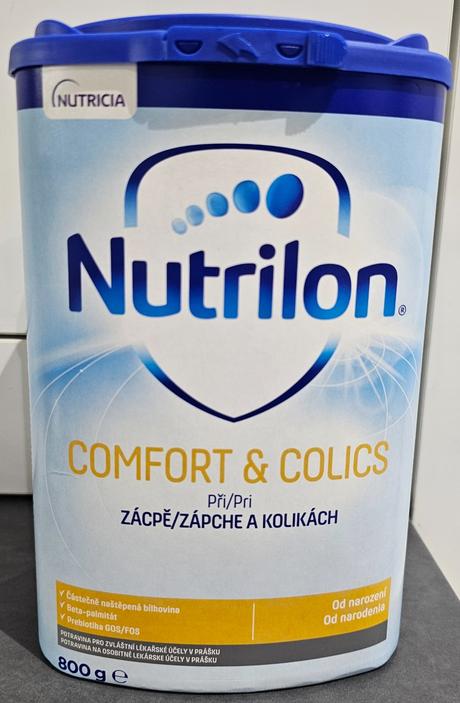 NUTRICIA
Nutrilon®
COMFORT & COLICS
Při/Pri
ZÁCPĚ/ZÁPCHE A KOLIKÁCH
✓ Částečně naštěpená bílkovina
✓ Beta-palmitát
✓ Prebiotika GOS/FOS
Od narození
Od narodenia
POTRAVINA PRO ZVLÁŠTNÍ LÉKAŘSKÉ ÚČELY V PRÁŠKU
POTRAVINA NA OSOBITNÉ LEKÁRSKE ÚČELY V PRÁŠKU
800 g ℮